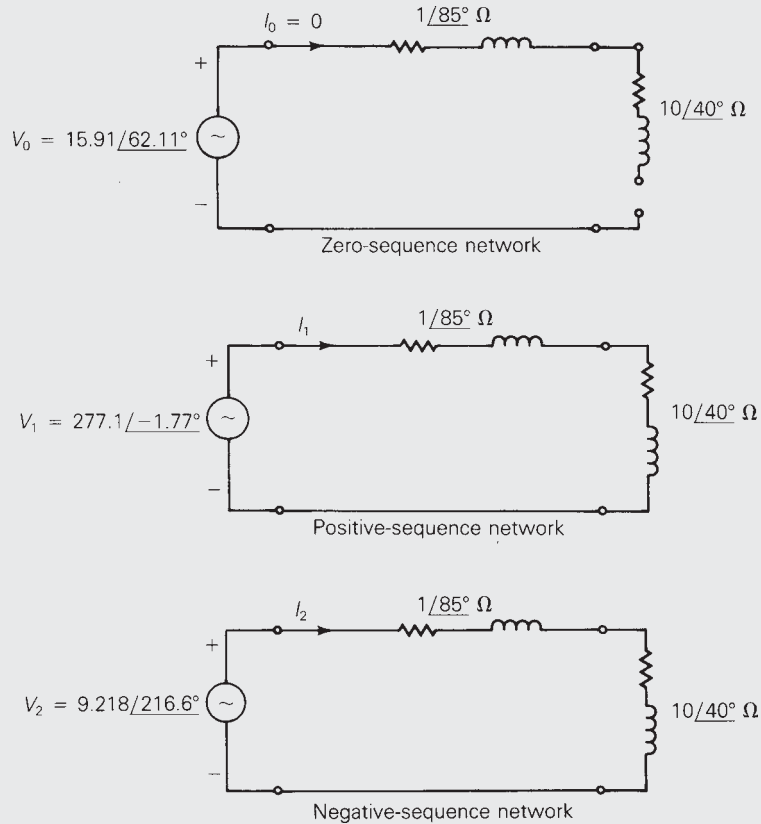 I₀ = 0
1/85° Ω
+
V₀ = 15.91/62.11°
~
10/40° Ω
−
Zero-sequence network
1/85° Ω
I₁
+
V₁ = 277.1/−1.77°
~
10/40° Ω
−
Positive-sequence network
1/85° Ω
I₂
+
V₂ = 9.218/216.6°
~
10/40° Ω
−
Negative-sequence network